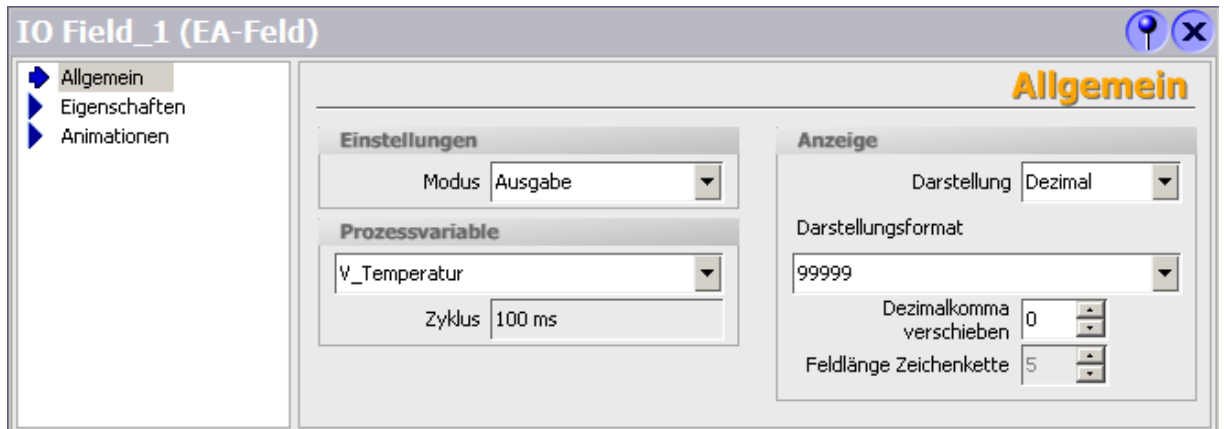 IO Field_1 (EA-Feld)
Allgemein
Eigenschaften
Animationen
Allgemein
Einstellungen
Modus Ausgabe
Prozessvariable
V_Temperatur
Zyklus 100 ms
Anzeige
Darstellung Dezimal
Darstellungsformat
99999
Dezimalkomma
verschieben 0
Feldlänge Zeichenkette 5